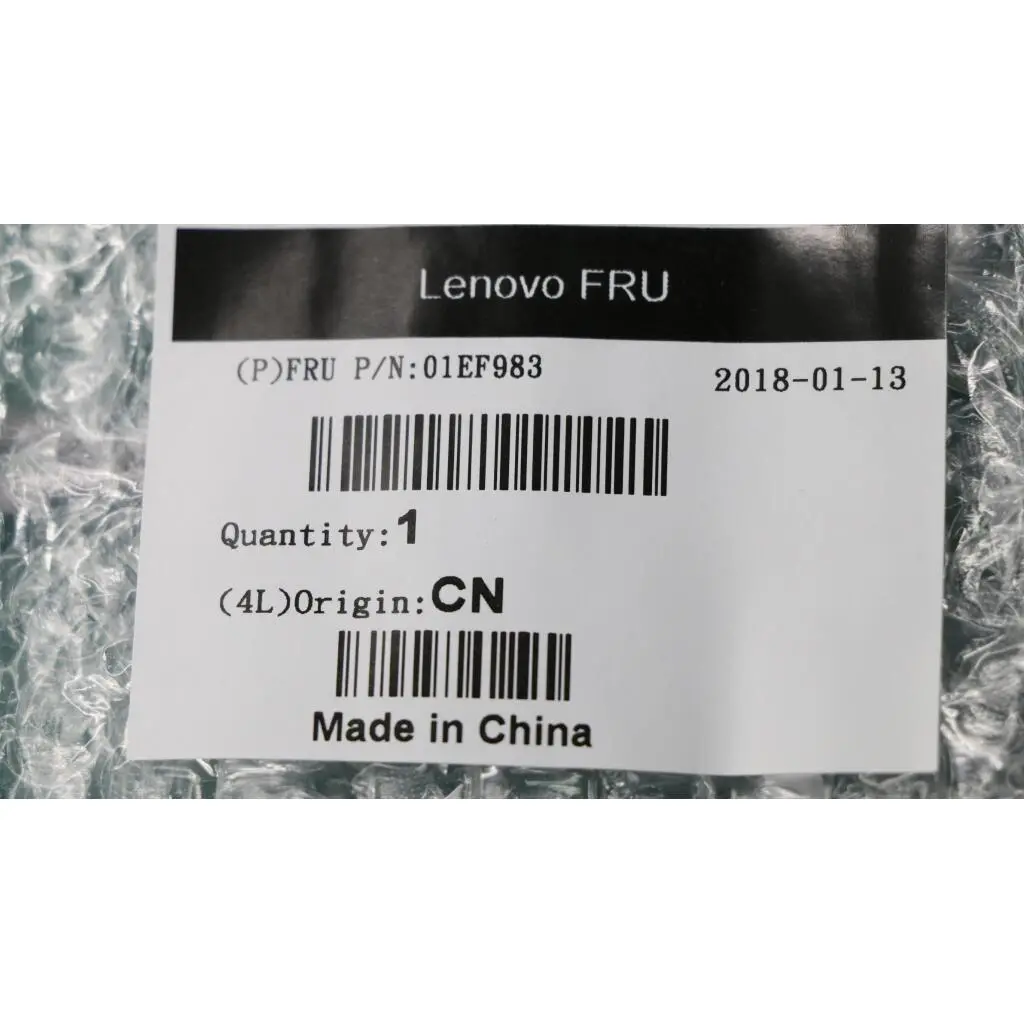 Lenovo FRU
(P)FRU P/N:01EF983
2018-01-13
Quantity:1
(4L)Origin:CN
Made in China